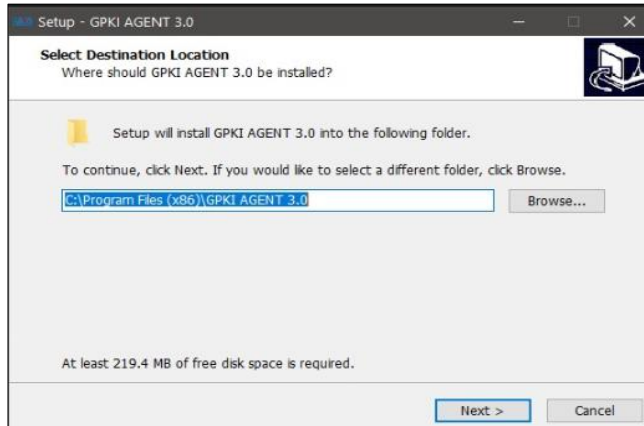 Setup - GPKI AGENT 3.0
Select Destination Location
Where should GPKI AGENT 3.0 be installed?
Setup will install GPKI AGENT 3.0 into the following folder.
To continue, click Next. If you would like to select a different folder, click Browse.
C:\Program Files (x86)\GPKI AGENT 3.0
Browse...
At least 219.4 MB of free disk space is required.
Next >
Cancel